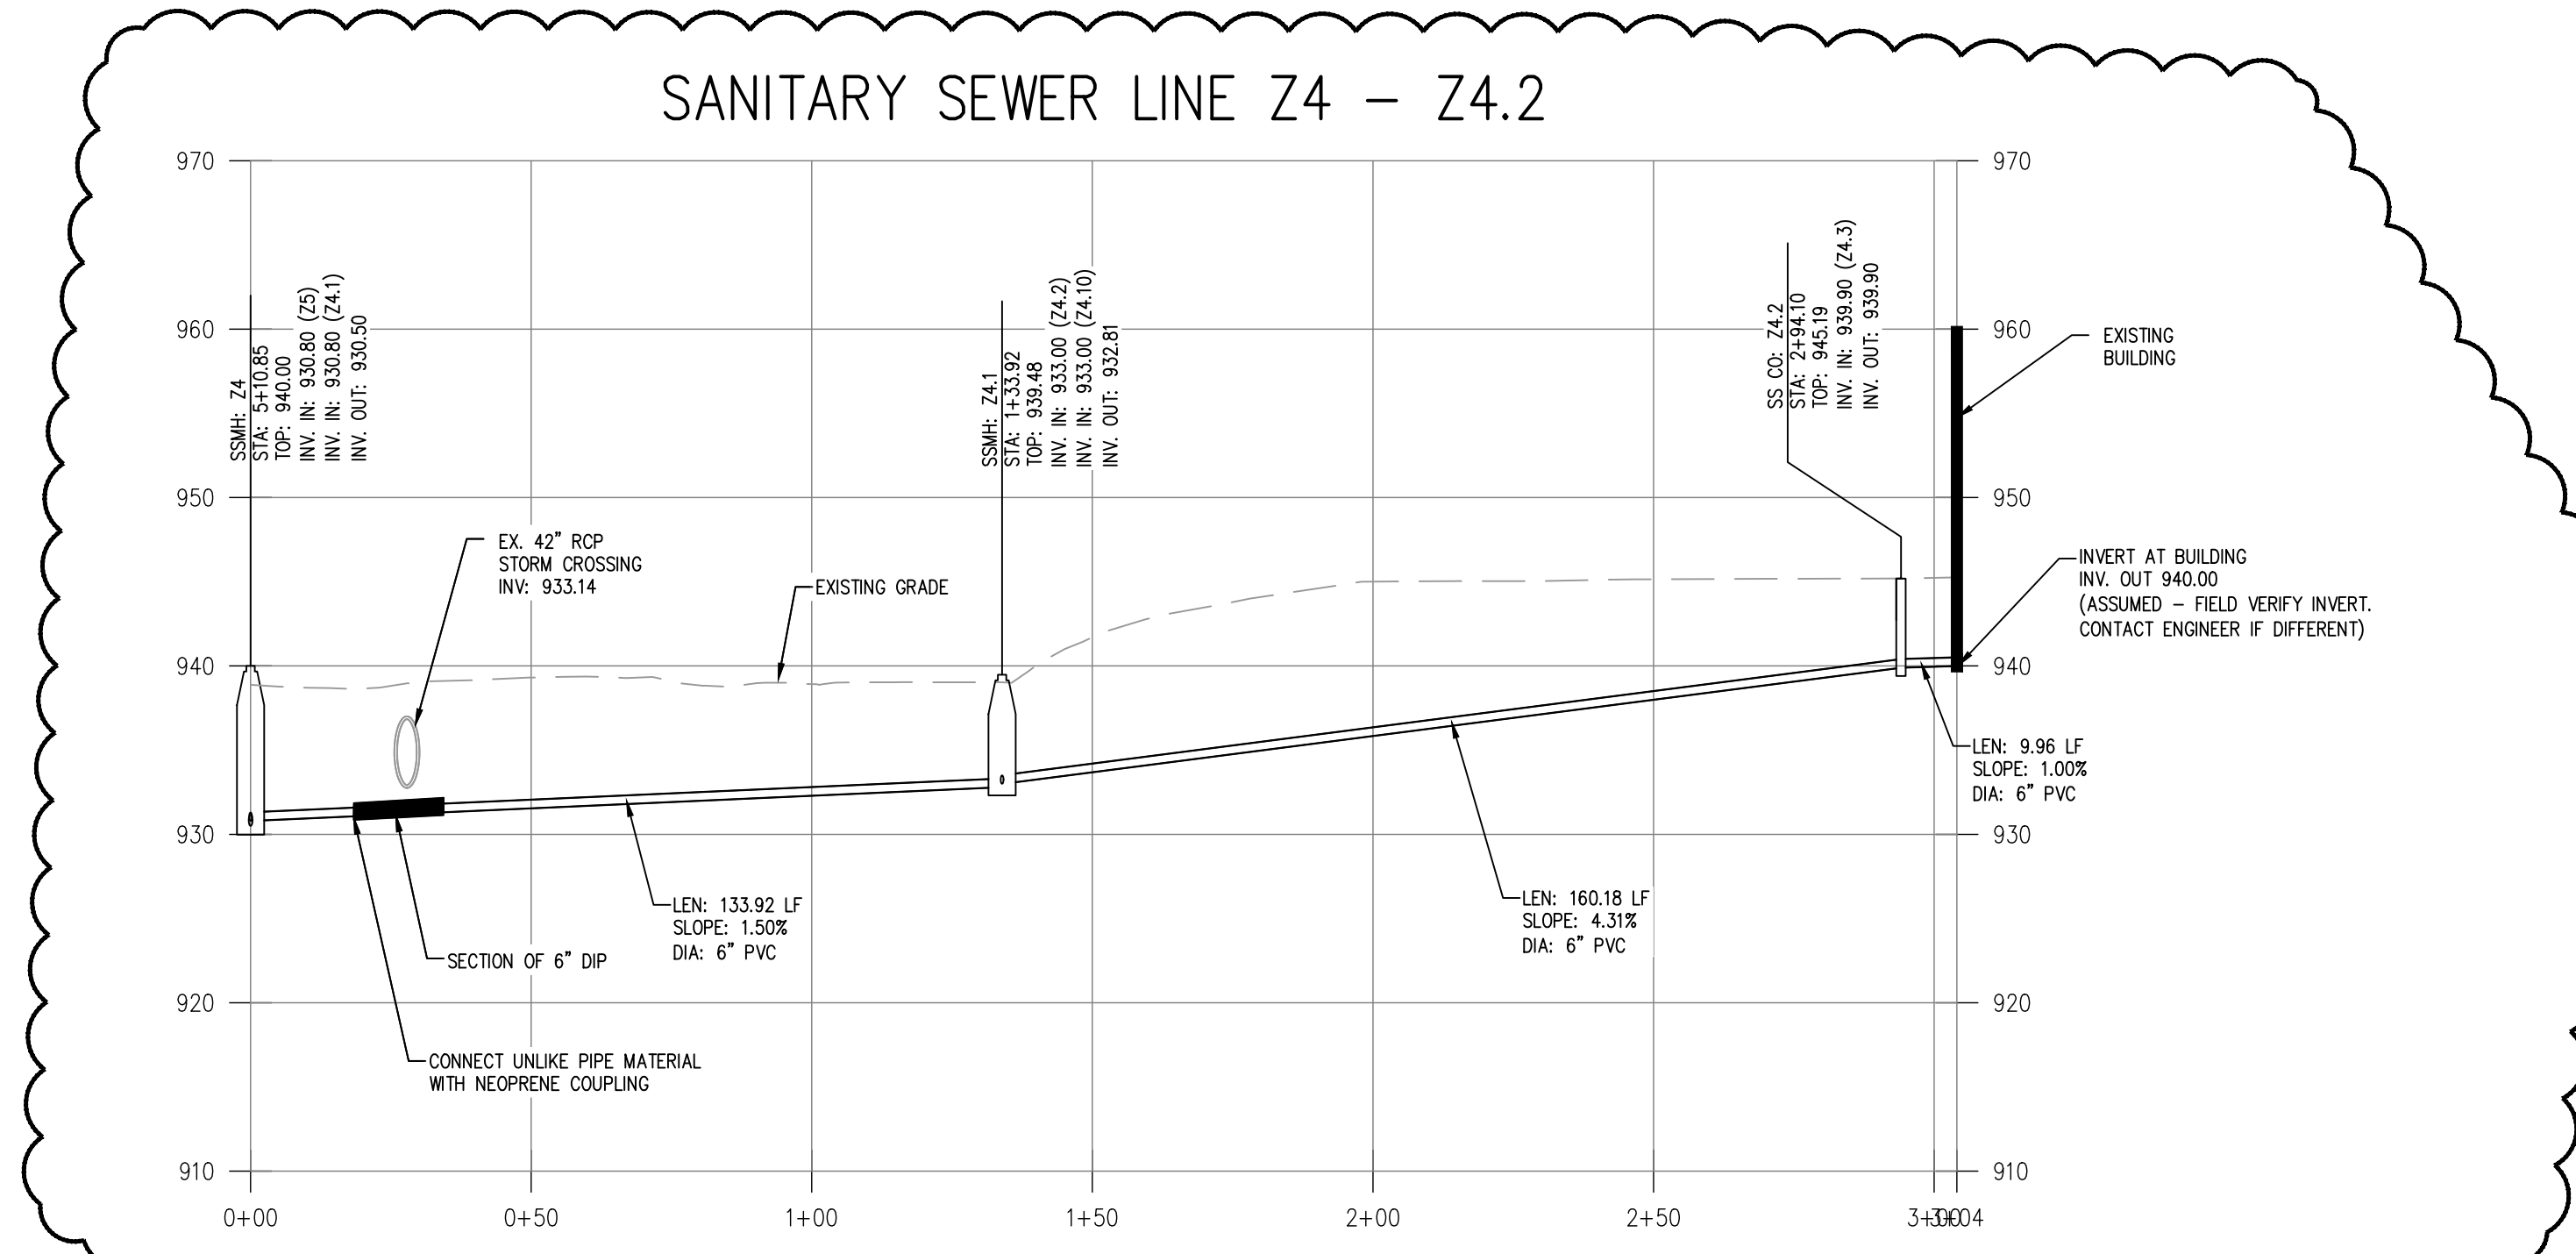 SANITARY SEWER LINE Z4 – Z4.2
970
970
960
960
950
950
940
940
930
930
920
920
910
910
SSMH: Z4
STA: 5+10.85
TOP: 940.00
INV. IN: 930.80 (Z5)
INV. IN: 930.80 (Z4.1)
INV. OUT: 930.50
SSMH: Z4.1
STA: 1+33.92
TOP: 939.48
INV. IN: 933.00 (Z4.2)
INV. IN: 933.00 (Z4.10)
INV. OUT: 932.81
SS CO: Z4.2
STA: 2+94.10
TOP: 945.19
INV. IN: 939.90 (Z4.3)
INV. OUT: 939.90
EXISTING
BUILDING
EX. 42" RCP
STORM CROSSING
INV: 933.14
EXISTING GRADE
INVERT AT BUILDING
INV. OUT 940.00
(ASSUMED – FIELD VERIFY INVERT.
CONTACT ENGINEER IF DIFFERENT)
LEN: 9.96 LF
SLOPE: 1.00%
DIA: 6" PVC
LEN: 133.92 LF
SLOPE: 1.50%
DIA: 6" PVC
LEN: 160.18 LF
SLOPE: 4.31%
DIA: 6" PVC
SECTION OF 6" DIP
CONNECT UNLIKE PIPE MATERIAL
WITH NEOPRENE COUPLING
0+00
0+50
1+00
1+50
2+00
2+50
3+00
3+04